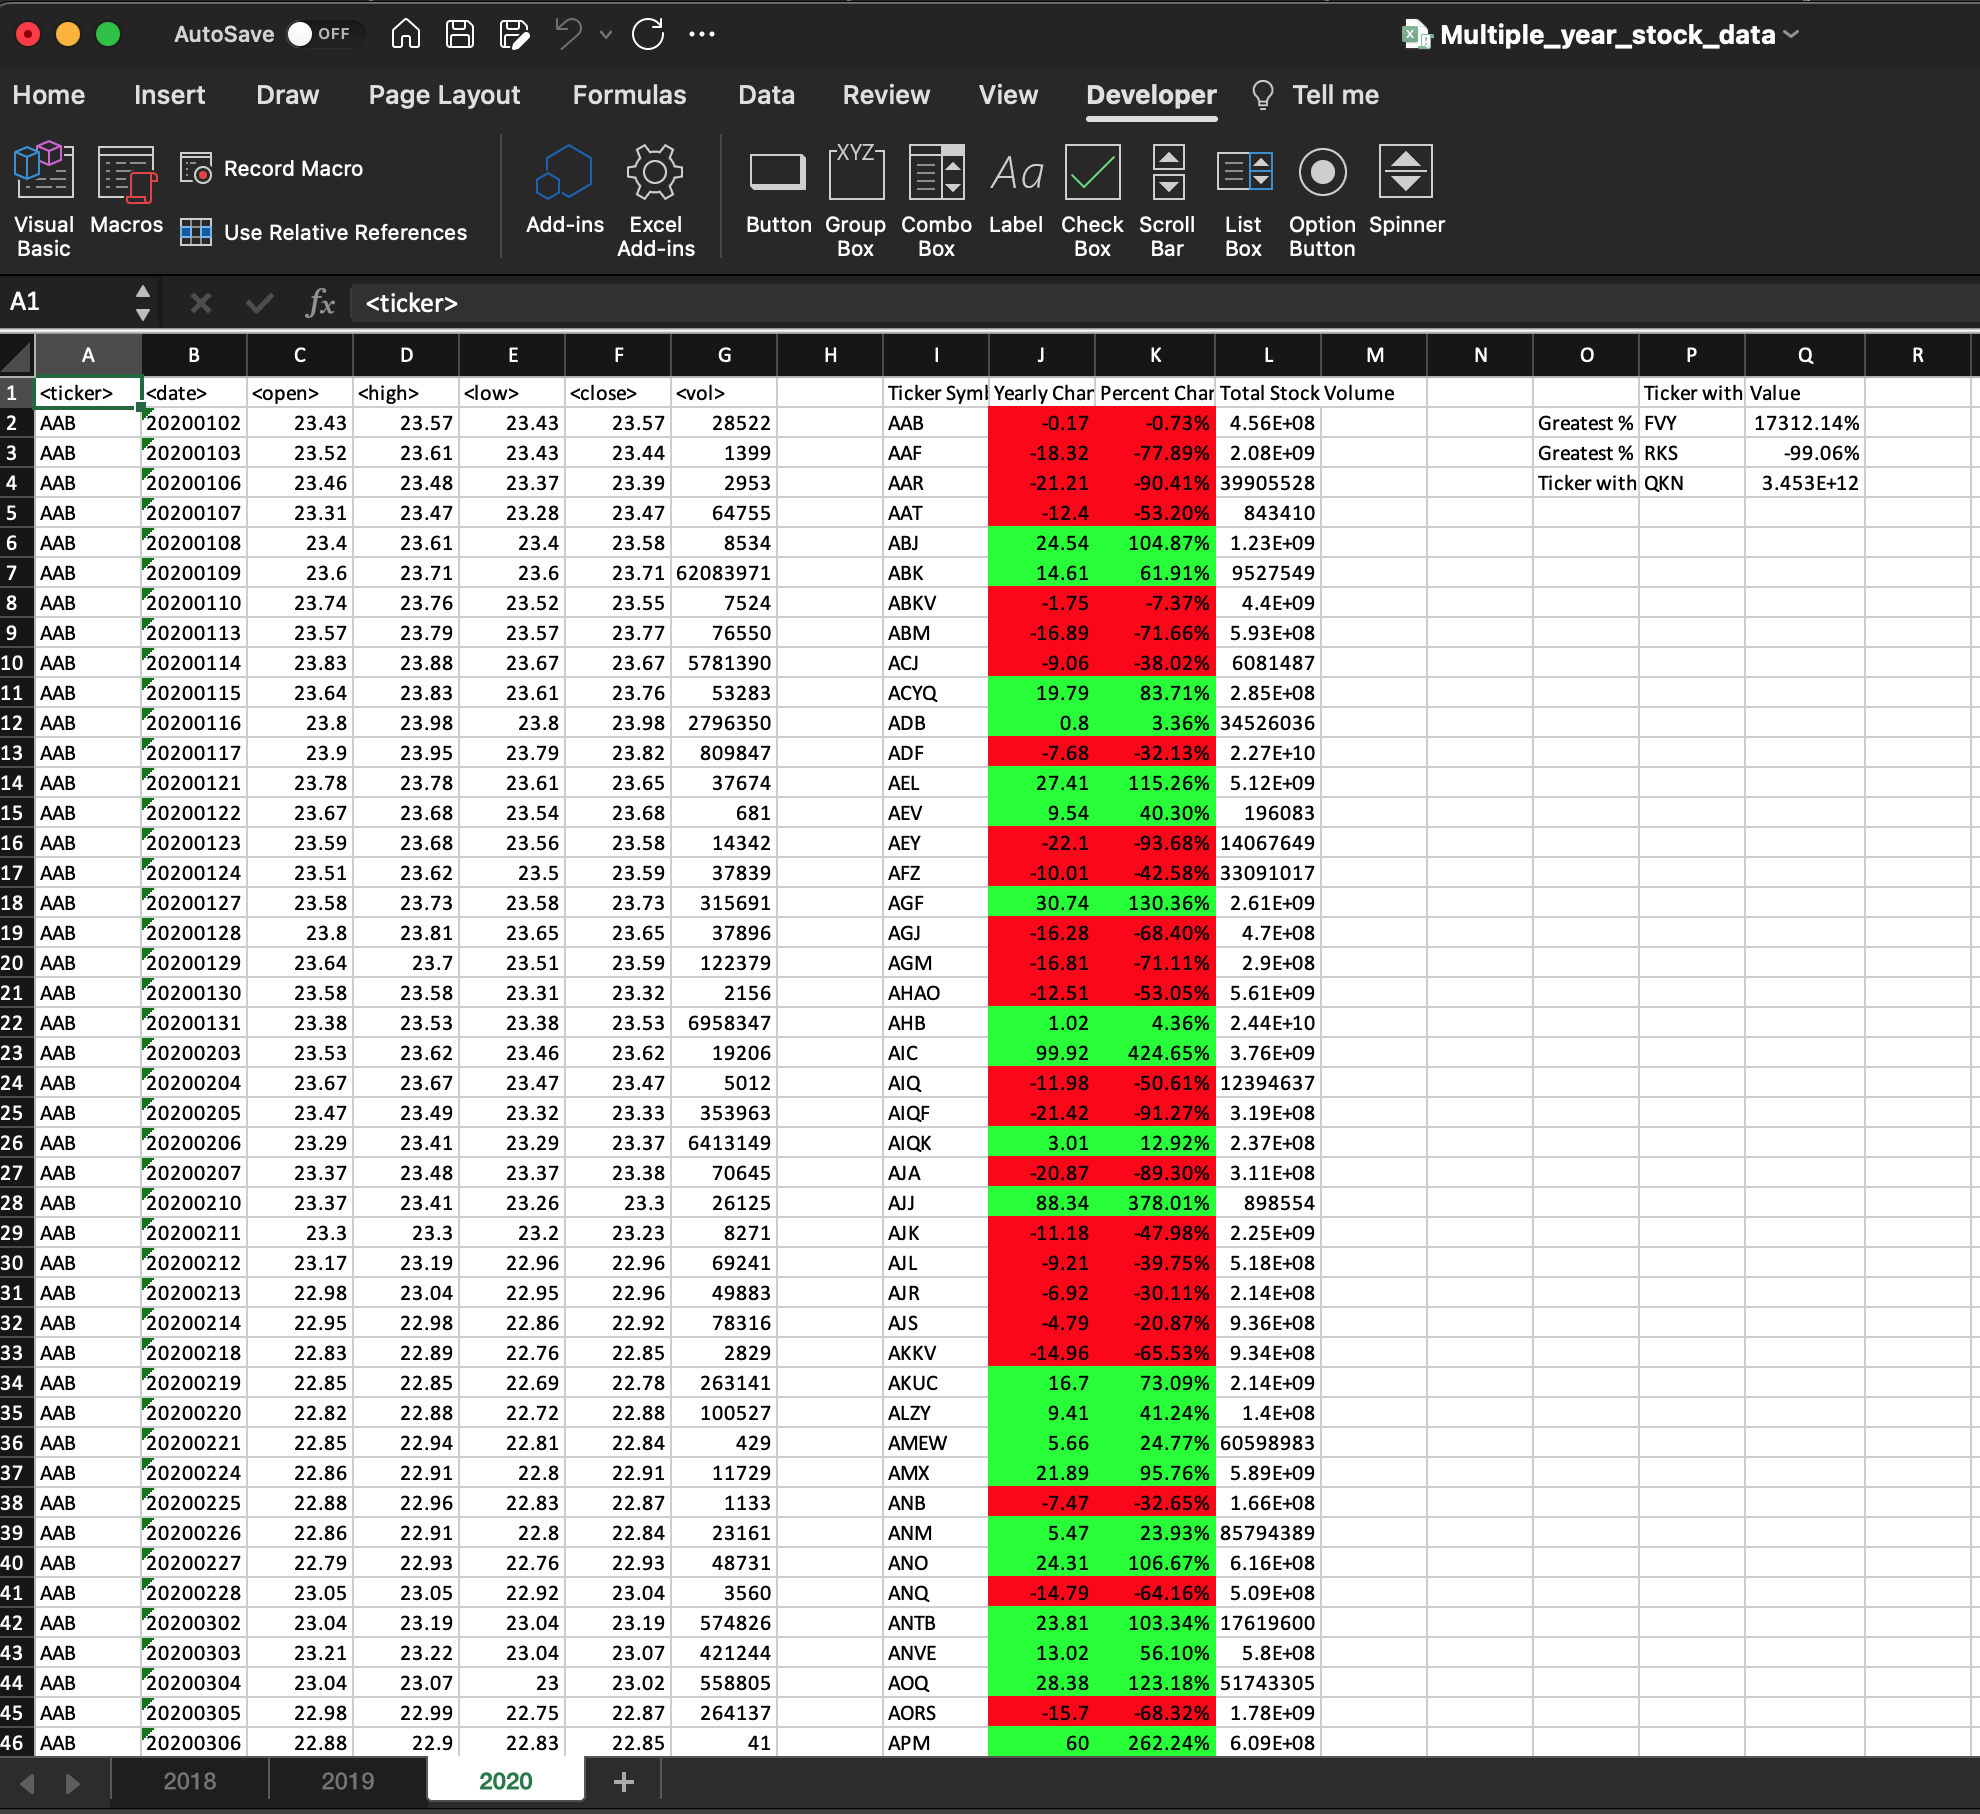 AutoSave OFF Multiple_year_stock_data
Home Insert Draw Page Layout Formulas Data Review View Developer Tell me
Visual Basic Macros Record Macro Use Relative References Add-ins Excel Add-ins Button XYZ Group Box Combo Box Aa Label Check Box Scroll Bar List Box Option Button Spinner
A1 fx <ticker>
A B C D E F G H I J K L M N O P Q R
1 <ticker> <date> <open> <high> <low> <close> <vol> Ticker Syml Yearly Char Percent Char Total Stock Volume Ticker with Value
2 AAB 20200102 23.43 23.57 23.43 23.57 28522 AAB -0.17 -0.73% 4.56E+08 Greatest % FVY 17312.14%
3 AAB 20200103 23.52 23.61 23.43 23.44 1399 AAF -18.32 -77.89% 2.08E+09 Greatest % RKS -99.06%
4 AAB 20200106 23.46 23.48 23.37 23.39 2953 AAR -21.21 -90.41% 39905528 Ticker with QKN 3.453E+12
5 AAB 20200107 23.31 23.47 23.28 23.47 64755 AAT -12.4 -53.20% 843410
6 AAB 20200108 23.4 23.61 23.4 23.58 8534 ABJ 24.54 104.87% 1.23E+09
7 AAB 20200109 23.6 23.71 23.6 23.71 62083971 ABK 14.61 61.91% 9527549
8 AAB 20200110 23.74 23.76 23.52 23.55 7524 ABKV -1.75 -7.37% 4.4E+09
9 AAB 20200113 23.57 23.79 23.57 23.77 76550 ABM -16.89 -71.66% 5.93E+08
10 AAB 20200114 23.83 23.88 23.67 23.67 5781390 ACJ -9.06 -38.02% 6081487
11 AAB 20200115 23.64 23.83 23.61 23.76 53283 ACYQ 19.79 83.71% 2.85E+08
12 AAB 20200116 23.8 23.98 23.8 23.98 2796350 ADB 0.8 3.36% 34526036
13 AAB 20200117 23.9 23.95 23.79 23.82 809847 ADF -7.68 -32.13% 2.27E+10
14 AAB 20200121 23.78 23.78 23.61 23.65 37674 AEL 27.41 115.26% 5.12E+09
15 AAB 20200122 23.67 23.68 23.54 23.68 681 AEV 9.54 40.30% 196083
16 AAB 20200123 23.59 23.68 23.56 23.58 14342 AEY -22.1 -93.68% 14067649
17 AAB 20200124 23.51 23.62 23.5 23.59 37839 AFZ -10.01 -42.58% 33091017
18 AAB 20200127 23.58 23.73 23.58 23.73 315691 AGF 30.74 130.36% 2.61E+09
19 AAB 20200128 23.8 23.81 23.65 23.65 37896 AGJ -16.28 -68.40% 4.7E+08
20 AAB 20200129 23.64 23.7 23.51 23.59 122379 AGM -16.81 -71.11% 2.9E+08
21 AAB 20200130 23.58 23.58 23.31 23.32 2156 AHAO -12.51 -53.05% 5.61E+09
22 AAB 20200131 23.38 23.53 23.38 23.53 6958347 AHB 1.02 4.36% 2.44E+10
23 AAB 20200203 23.53 23.62 23.46 23.62 19206 AIC 99.92 424.65% 3.76E+09
24 AAB 20200204 23.67 23.67 23.47 23.47 5012 AIQ -11.98 -50.61% 12394637
25 AAB 20200205 23.47 23.49 23.32 23.33 353963 AIQF -21.42 -91.27% 3.19E+08
26 AAB 20200206 23.29 23.41 23.29 23.37 6413149 AIQK 3.01 12.92% 2.37E+08
27 AAB 20200207 23.37 23.48 23.37 23.38 70645 AJA -20.87 -89.30% 3.11E+08
28 AAB 20200210 23.37 23.41 23.26 23.3 26125 AJJ 88.34 378.01% 898554
29 AAB 20200211 23.3 23.3 23.2 23.23 8271 AJK -11.18 -47.98% 2.25E+09
30 AAB 20200212 23.17 23.19 22.96 22.96 69241 AJL -9.21 -39.75% 5.18E+08
31 AAB 20200213 22.98 23.04 22.95 22.96 49883 AJR -6.92 -30.11% 2.14E+08
32 AAB 20200214 22.95 22.98 22.86 22.92 78316 AJS -4.79 -20.87% 9.36E+08
33 AAB 20200218 22.83 22.89 22.76 22.85 2829 AKKV -14.96 -65.53% 9.34E+08
34 AAB 20200219 22.85 22.85 22.69 22.78 263141 AKUC 16.7 73.09% 2.14E+09
35 AAB 20200220 22.82 22.88 22.72 22.88 100527 ALZY 9.41 41.24% 1.4E+08
36 AAB 20200221 22.85 22.94 22.81 22.84 429 AMEW 5.66 24.77% 60598983
37 AAB 20200224 22.86 22.91 22.8 22.91 11729 AMX 21.89 95.76% 5.89E+09
38 AAB 20200225 22.88 22.96 22.83 22.87 1133 ANB -7.47 -32.65% 1.66E+08
39 AAB 20200226 22.86 22.91 22.8 22.84 23161 ANM 5.47 23.93% 85794389
40 AAB 20200227 22.79 22.93 22.76 22.93 48731 ANO 24.31 106.67% 6.16E+08
41 AAB 20200228 23.05 23.05 22.92 23.04 3560 ANQ -14.79 -64.16% 5.09E+08
42 AAB 20200302 23.04 23.19 23.04 23.19 574826 ANTB 23.81 103.34% 17619600
43 AAB 20200303 23.21 23.22 23.04 23.07 421244 ANVE 13.02 56.10% 5.8E+08
44 AAB 20200304 23.04 23.07 23 23.02 558805 AOQ 28.38 123.18% 51743305
45 AAB 20200305 22.98 22.99 22.75 22.87 264137 AORS -15.7 -68.32% 1.78E+09
46 AAB 20200306 22.88 22.9 22.83 22.85 41 APM 60 262.24% 6.09E+08
2018 2019 2020 +